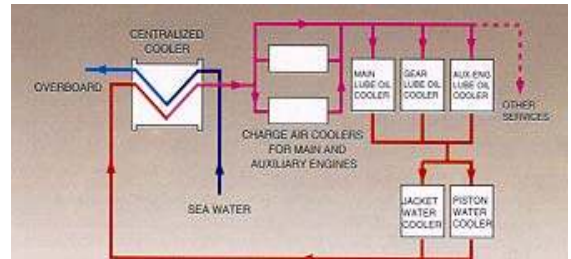 CENTRALIZED
COOLER
OVERBOARD
SEA WATER
CHARGE AIR COOLERS
FOR MAIN AND
AUXILIARY ENGINES
MAIN
LUBE OIL
COOLER
GEAR
LUBE OIL
COOLER
AUX-ENG
LUBE OIL
COOLER
OTHER
SERVICES
JACKET
WATER
COOLER
PISTON
WATER
COOLER